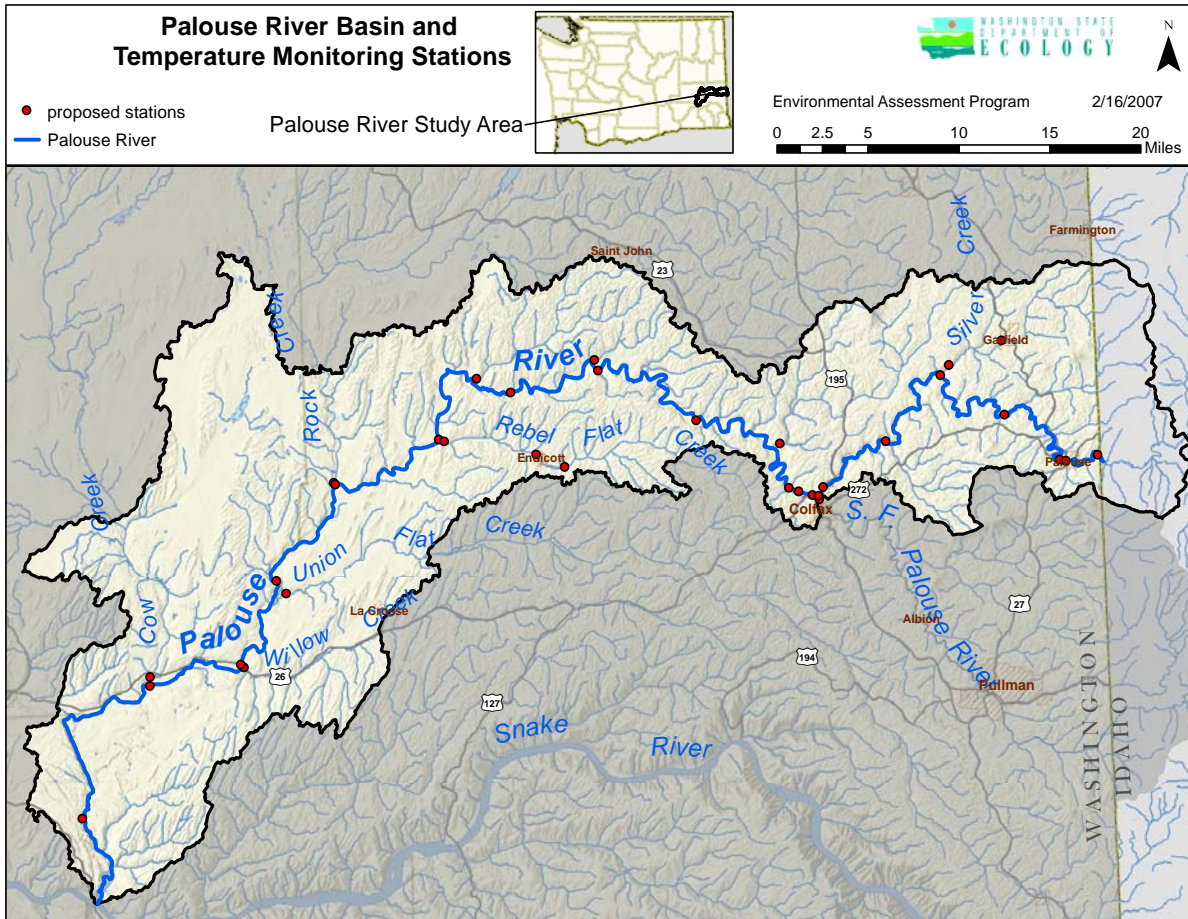 Palouse River Basin and
Temperature Monitoring Stations
proposed stations
Palouse River
Palouse River Study Area
WASHINGTON STATE
DEPARTMENT OF
ECOLOGY
N
Environmental Assessment Program 2/16/2007
0 2.5 5 10 15 20
Miles
Creek
Farmington
Saint John
23
Silver
Garfield
Creek
River
195
Rock
Rebel
Flat
Creek
Endicott
Palouse
Creek
272
Colfax
S. F.
Palouse River
Flat
Creek
Union
Palouse
Cow
La Crosse
Creek
Willow
26
Albion
27
194
Pullman
127
Snake
River
WASHINGTON
IDAHO